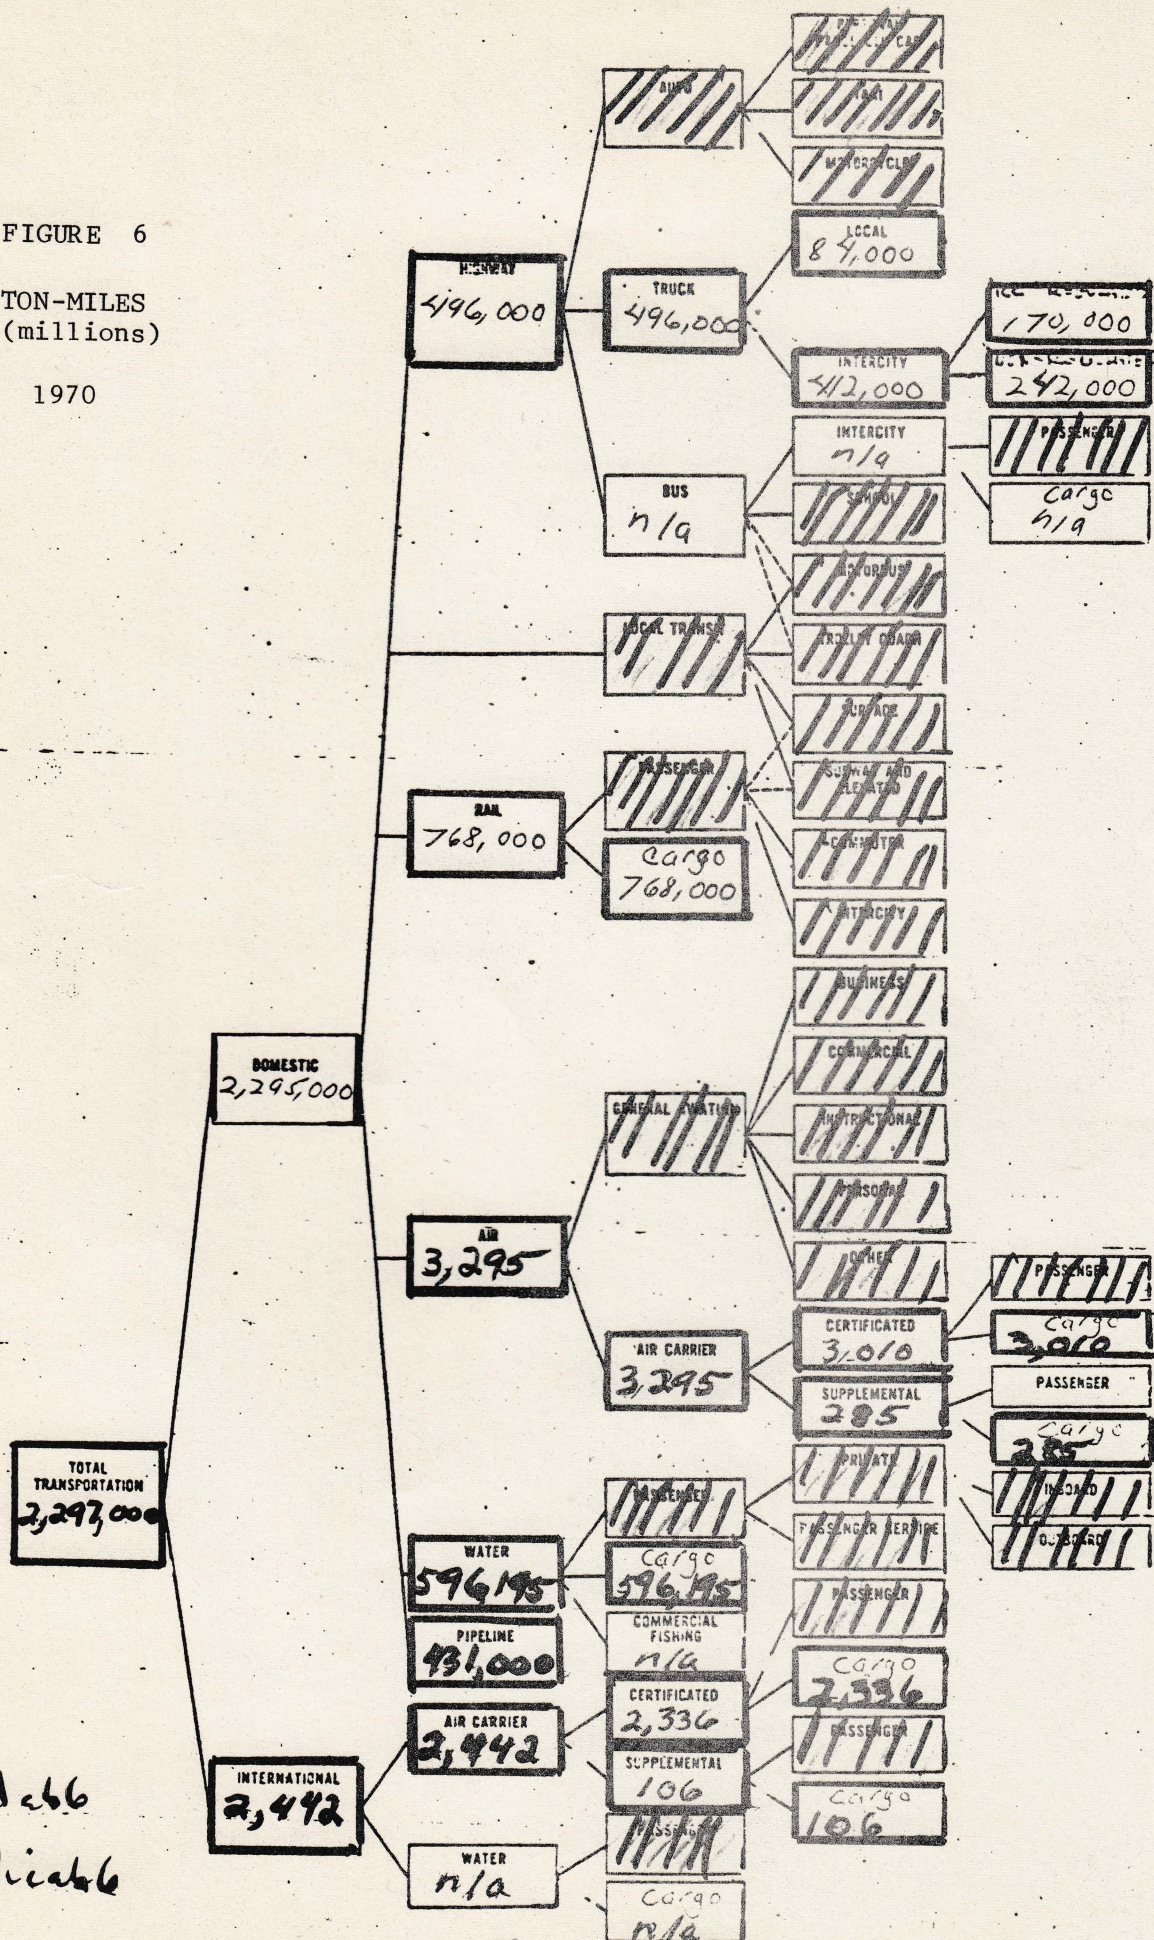 FIGURE 6
TON-MILES
(millions)
1970
TOTAL
TRANSPORTATION
2,297,000
DOMESTIC
2,295,000
INTERNATIONAL
2,442
HIGHWAY
496,000
RAIL
768,000
AIR
3,295
WATER
596,195
PIPELINE
431,000
AIR CARRIER
2,442
WATER
n/a
AUTO
TRUCK
496,000
BUS
n/a
LOCAL TRANSIT
PASSENGER
Cargo
768,000
GENERAL AVIATION
AIR CARRIER
3,295
PASSENGER
Cargo
596,195
COMMERCIAL
FISHING
n/a
CERTIFICATED
2,336
SUPPLEMENTAL
106
PASSENGER
Cargo
n/a
TAXI
MOTORCYCLE
LOCAL
84,000
INTERCITY
412,000
INTERCITY
n/a
SCHOOL
MOTORBUS
TROLLEY COACH
SURFACE
SUBWAY AND
ELEVATED
COMMUTER
INTERCITY
BUSINESS
COMMERCIAL
INSTRUCTIONAL
PERSONAL
OTHER
CERTIFICATED
3,010
SUPPLEMENTAL
285
PRIVATE
PASSENGER SERVICE
PASSENGER
Cargo
2,336
PASSENGER
Cargo
106
170,000
242,000
PASSENGER
Cargo
n/a
PASSENGER
Cargo
3,010
PASSENGER
Cargo
285
INBOARD
OUTBOARD